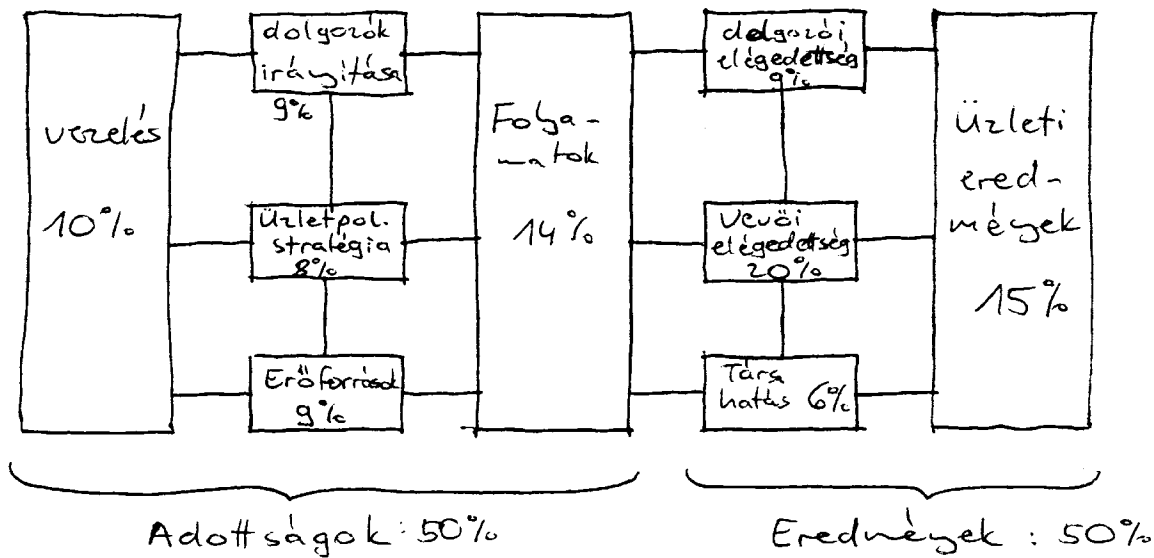 vezetés
10%
dolgozók
irányítása
9%
Üzletpol.
stratégia
8%
Erőforrások
9%
Folya-
matok
14%
dolgozói
elégedettség
9%
Vevői
elégedettség
20%
Társ.
hatás 6%
Üzleti
ered-
mények
15%
Adottságok : 50%
Eredmények : 50%